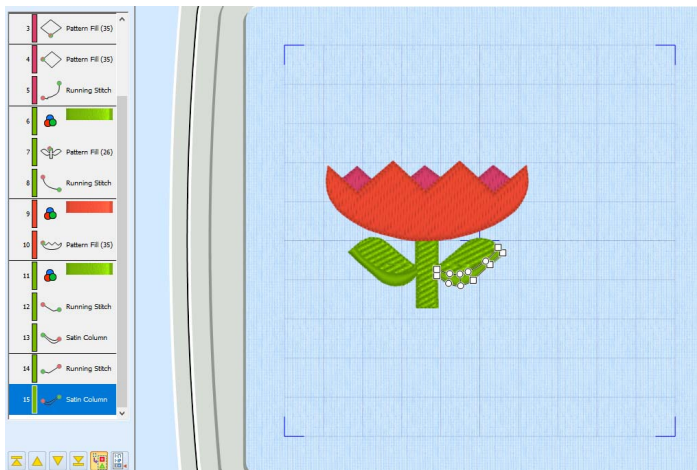 3 Pattern Fill (35)
4 Pattern Fill (35)
5 Running Stitch
6
7 Pattern Fill (26)
8 Running Stitch
9
10 Pattern Fill (35)
11
12 Running Stitch
13 Satin Column
14 Running Stitch
15 Satin Column